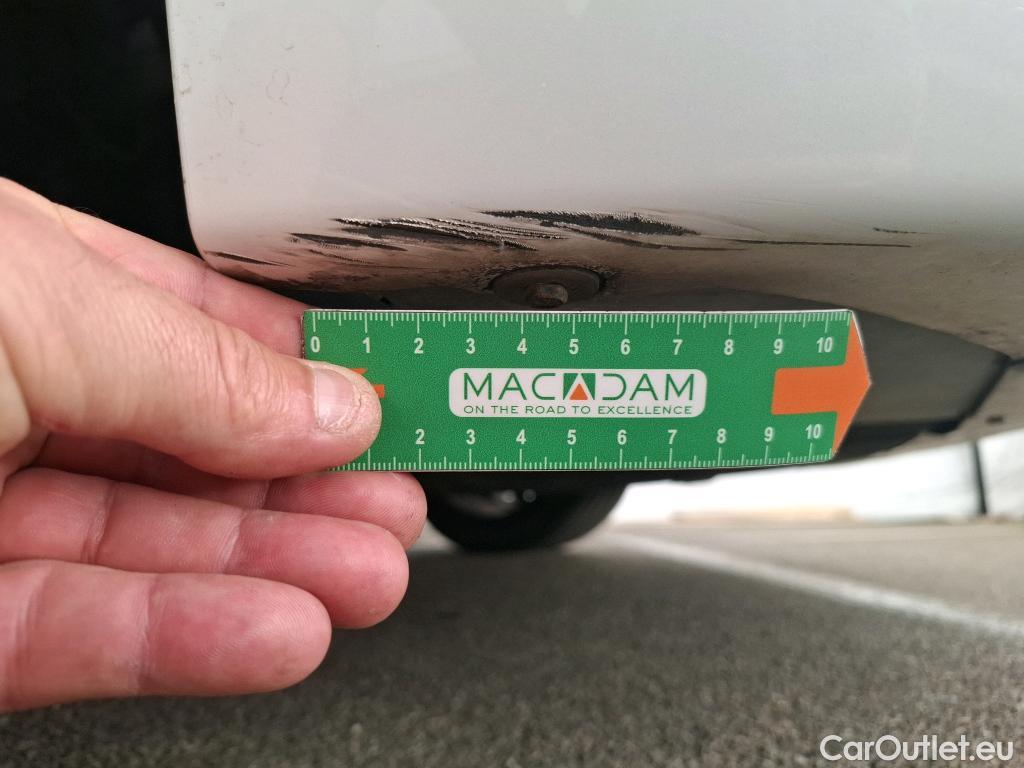 0 1 2 3 4 5 6 7 8 9 10
MACADAM
ON THE ROAD TO EXCELLENCE
2 3 4 5 6 7 8 9 10
CarOutlet.eu